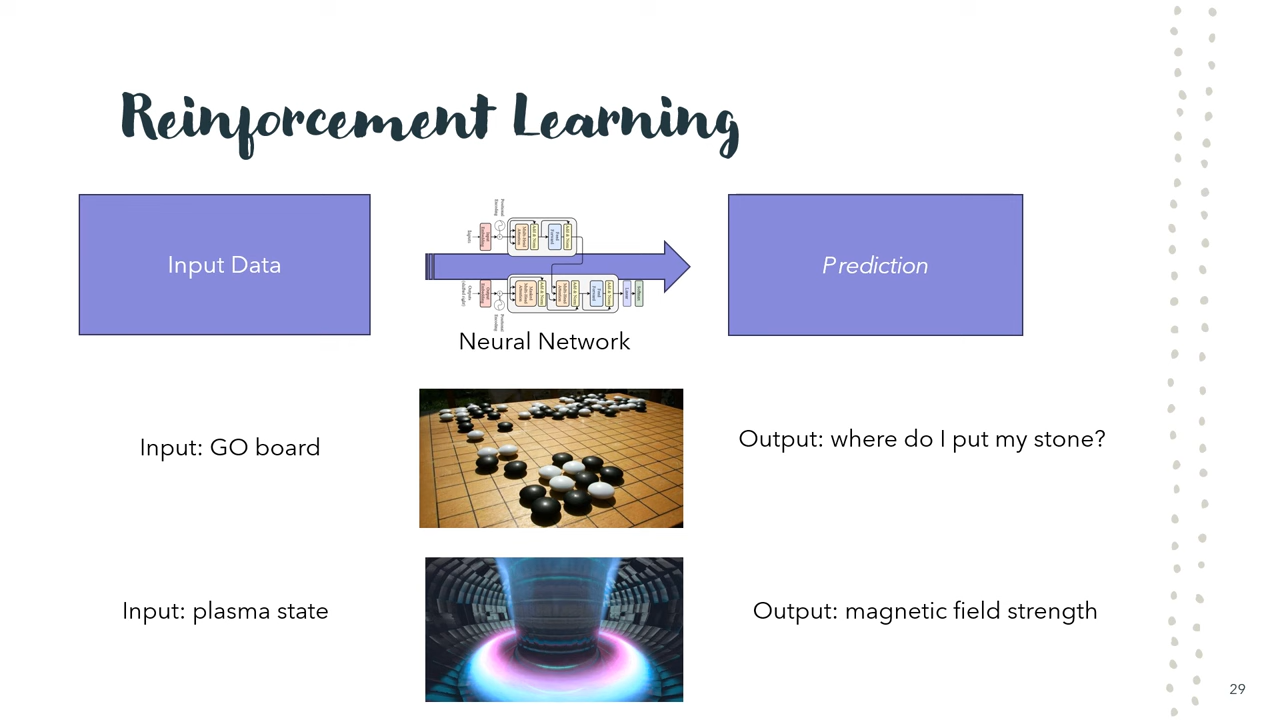 Reinforcement Learning
Input Data
Prediction
Neural Network
Input: GO board
Output: where do I put my stone?
Input: plasma state
Output: magnetic field strength
29